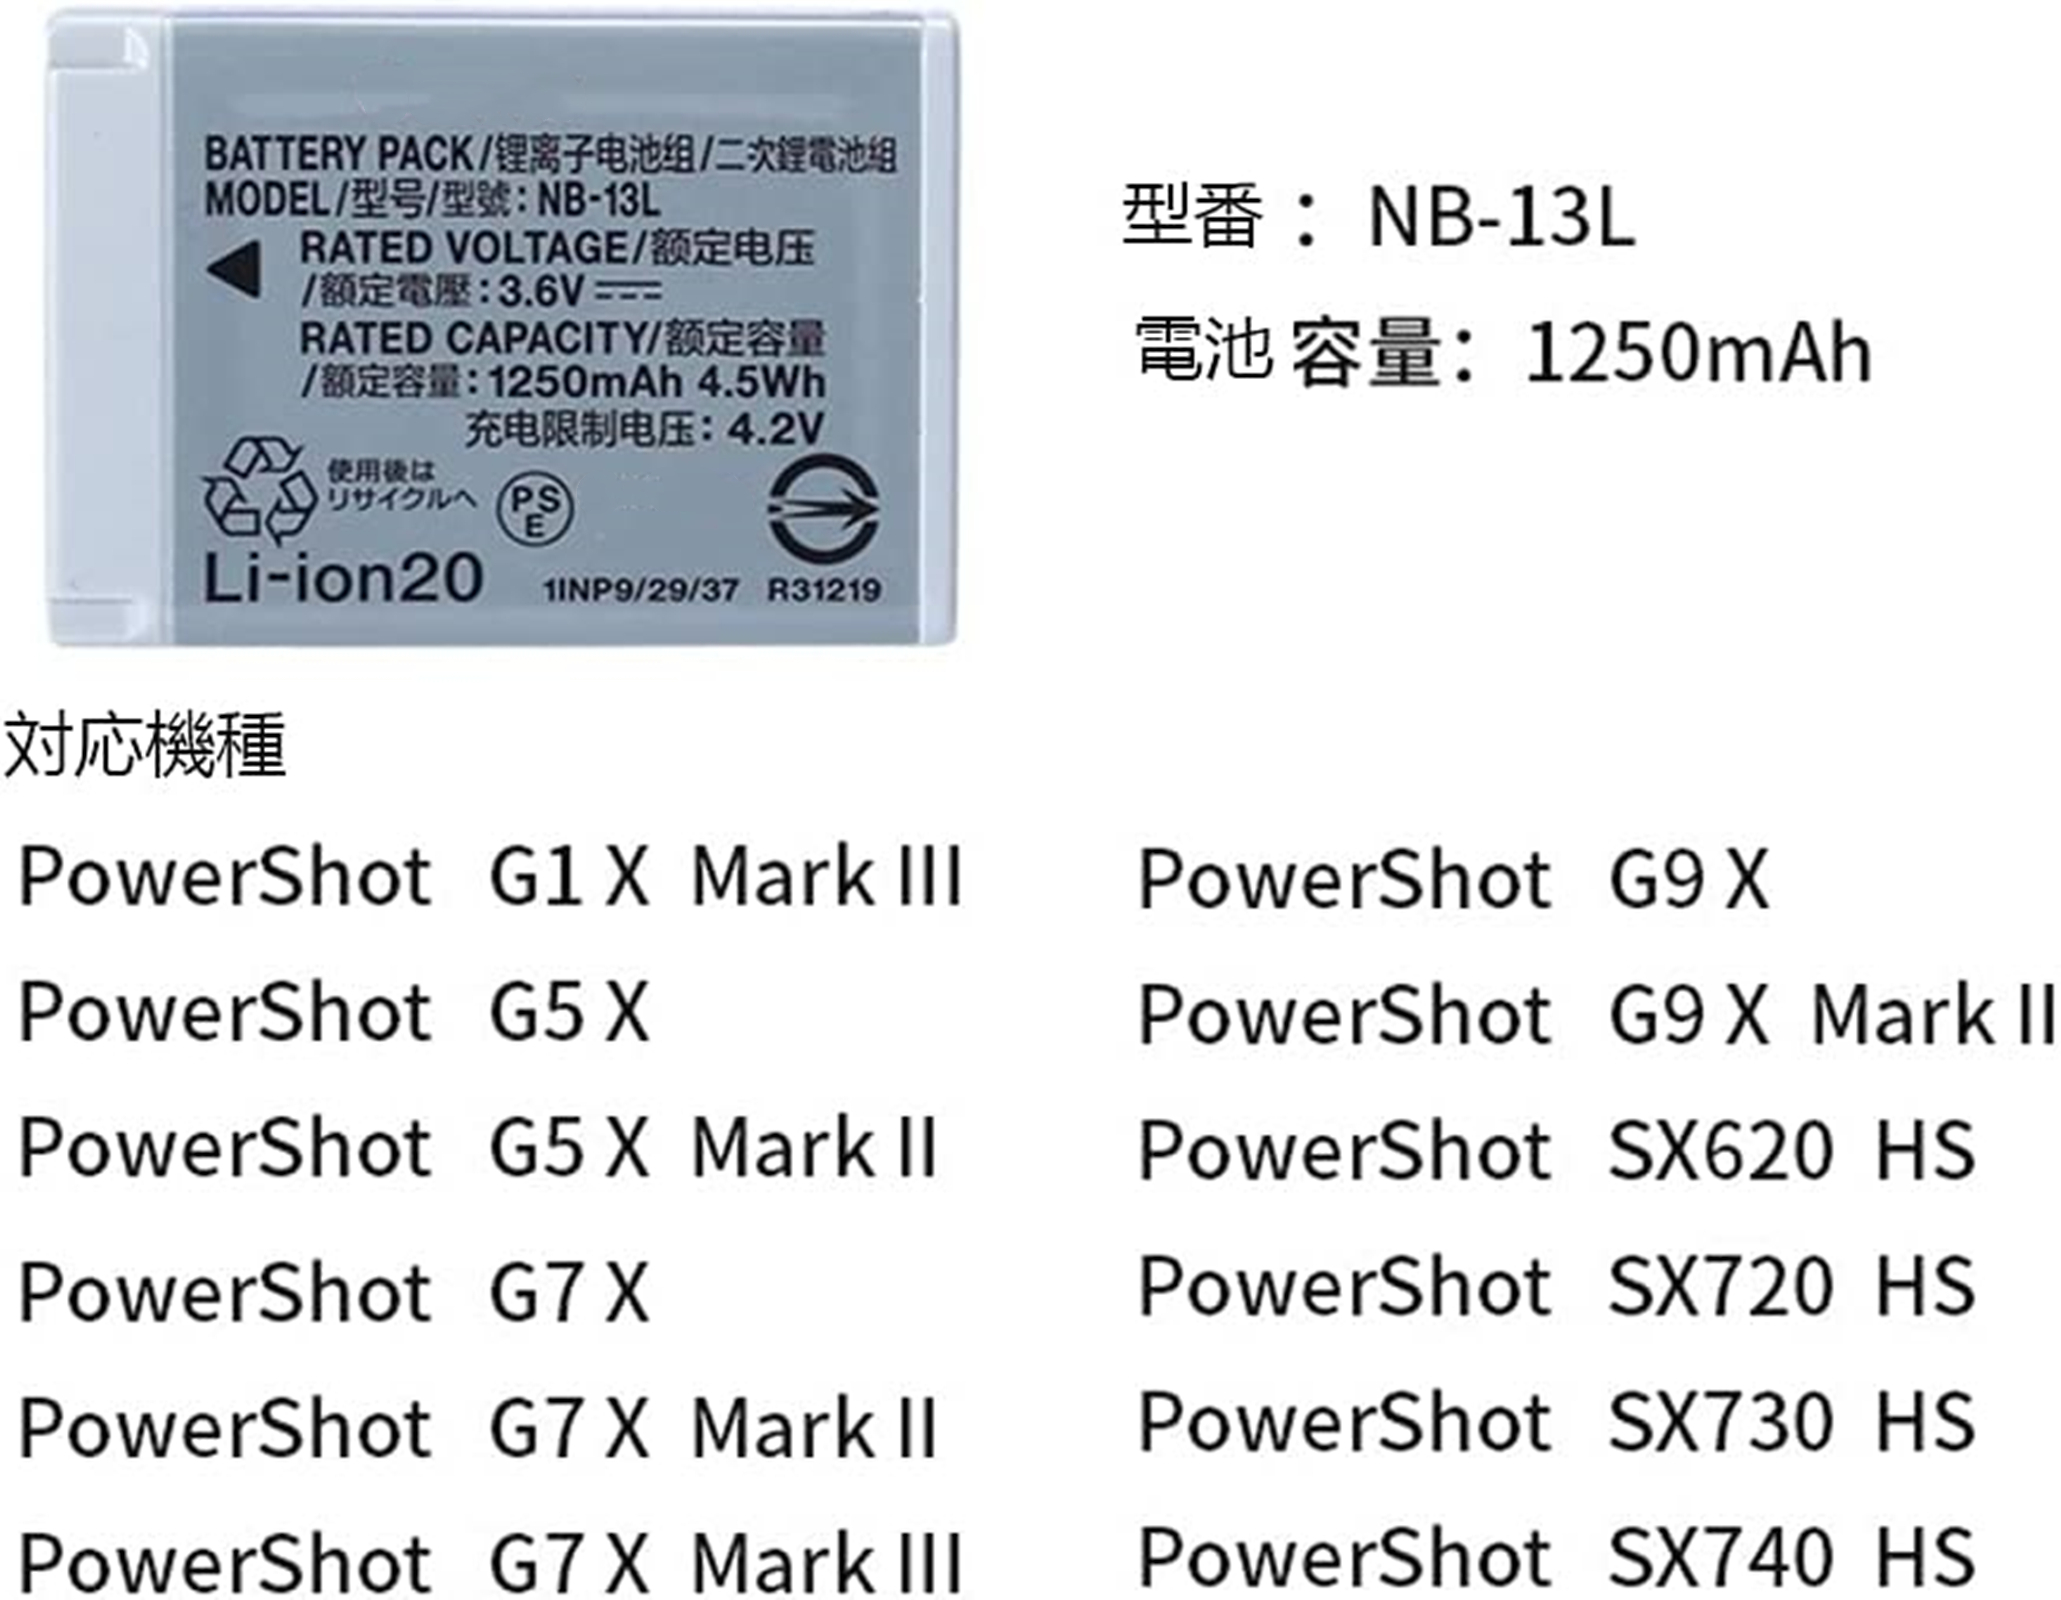 BATTERY PACK/锂离子电池组/二次鋰電池組
MODEL/型号/型號：NB-13L
RATED VOLTAGE/额定电压
/額定電壓：3.6V
RATED CAPACITY/额定容量
/額定容量：1250mAh 4.5Wh
充电限制电压：4.2V
使用後は
リサイクルへ
PSE
Li-ion20
1INP9/29/37 R31219
型番：NB-13L
電池容量：1250mAh
対応機種
PowerShot G1 X Mark III
PowerShot G5 X
PowerShot G5 X Mark II
PowerShot G7 X
PowerShot G7 X Mark II
PowerShot G7 X Mark III
PowerShot G9 X
PowerShot G9 X Mark II
PowerShot SX620 HS
PowerShot SX720 HS
PowerShot SX730 HS
PowerShot SX740 HS